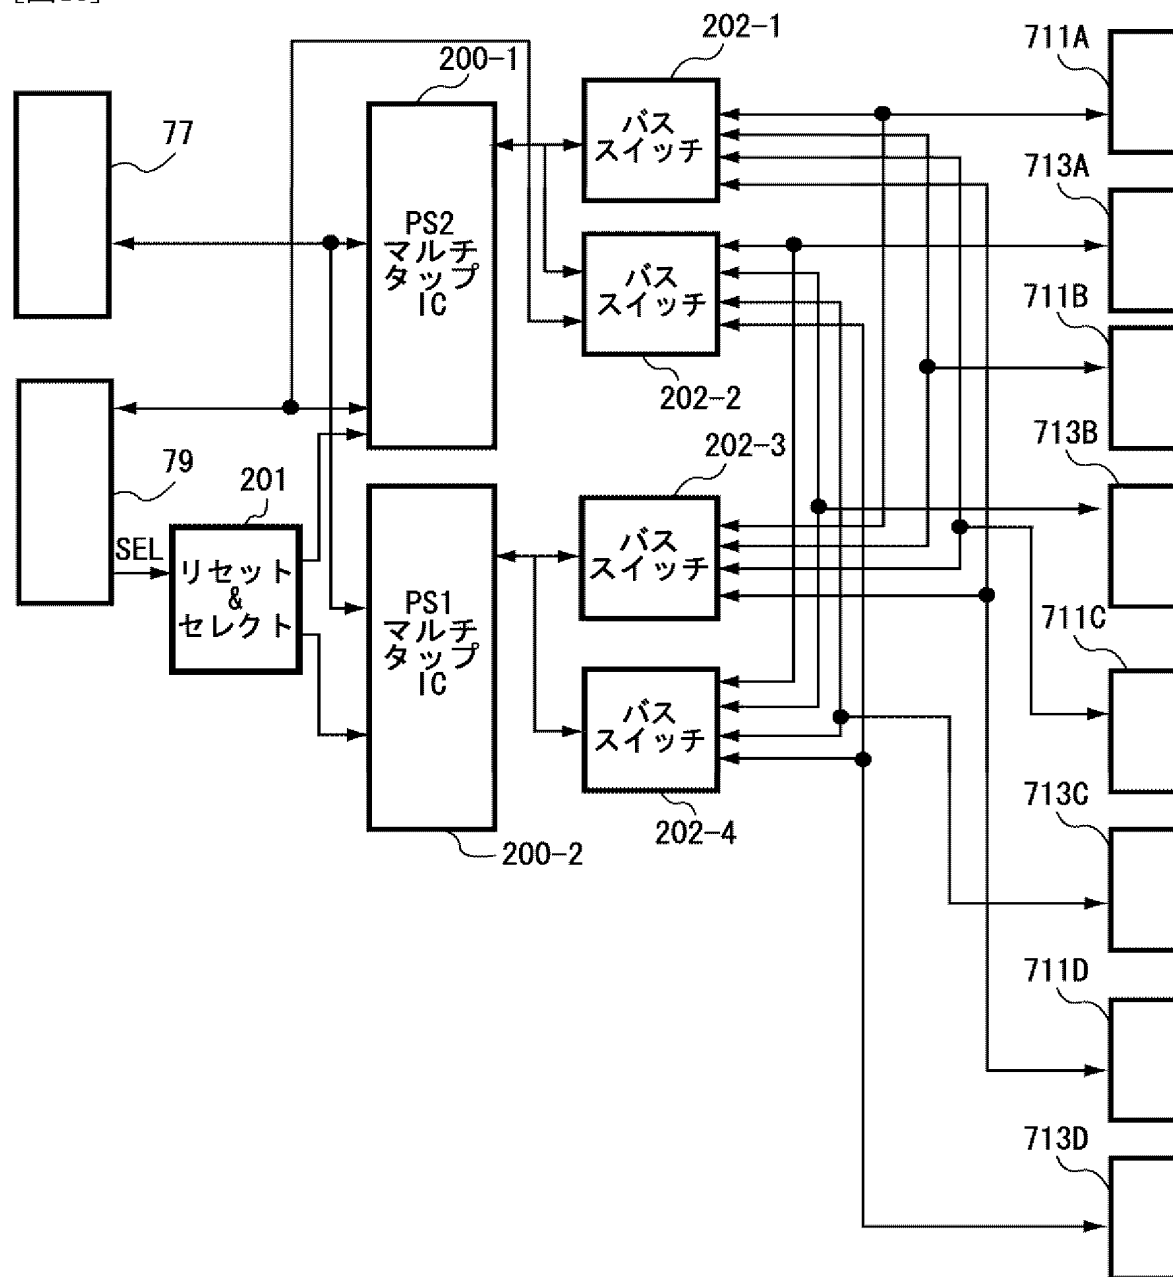 202-1
711A
200-1
77
バス
スイッチ
713A
PS2
マルチ
タップ
IC
バス
スイッチ
711B
202-2
79
201
202-3
713B
SEL
リセット
&
セレクト
バス
スイッチ
PS1
マルチ
タップ
IC
711C
バス
スイッチ
713C
202-4
200-2
711D
713D